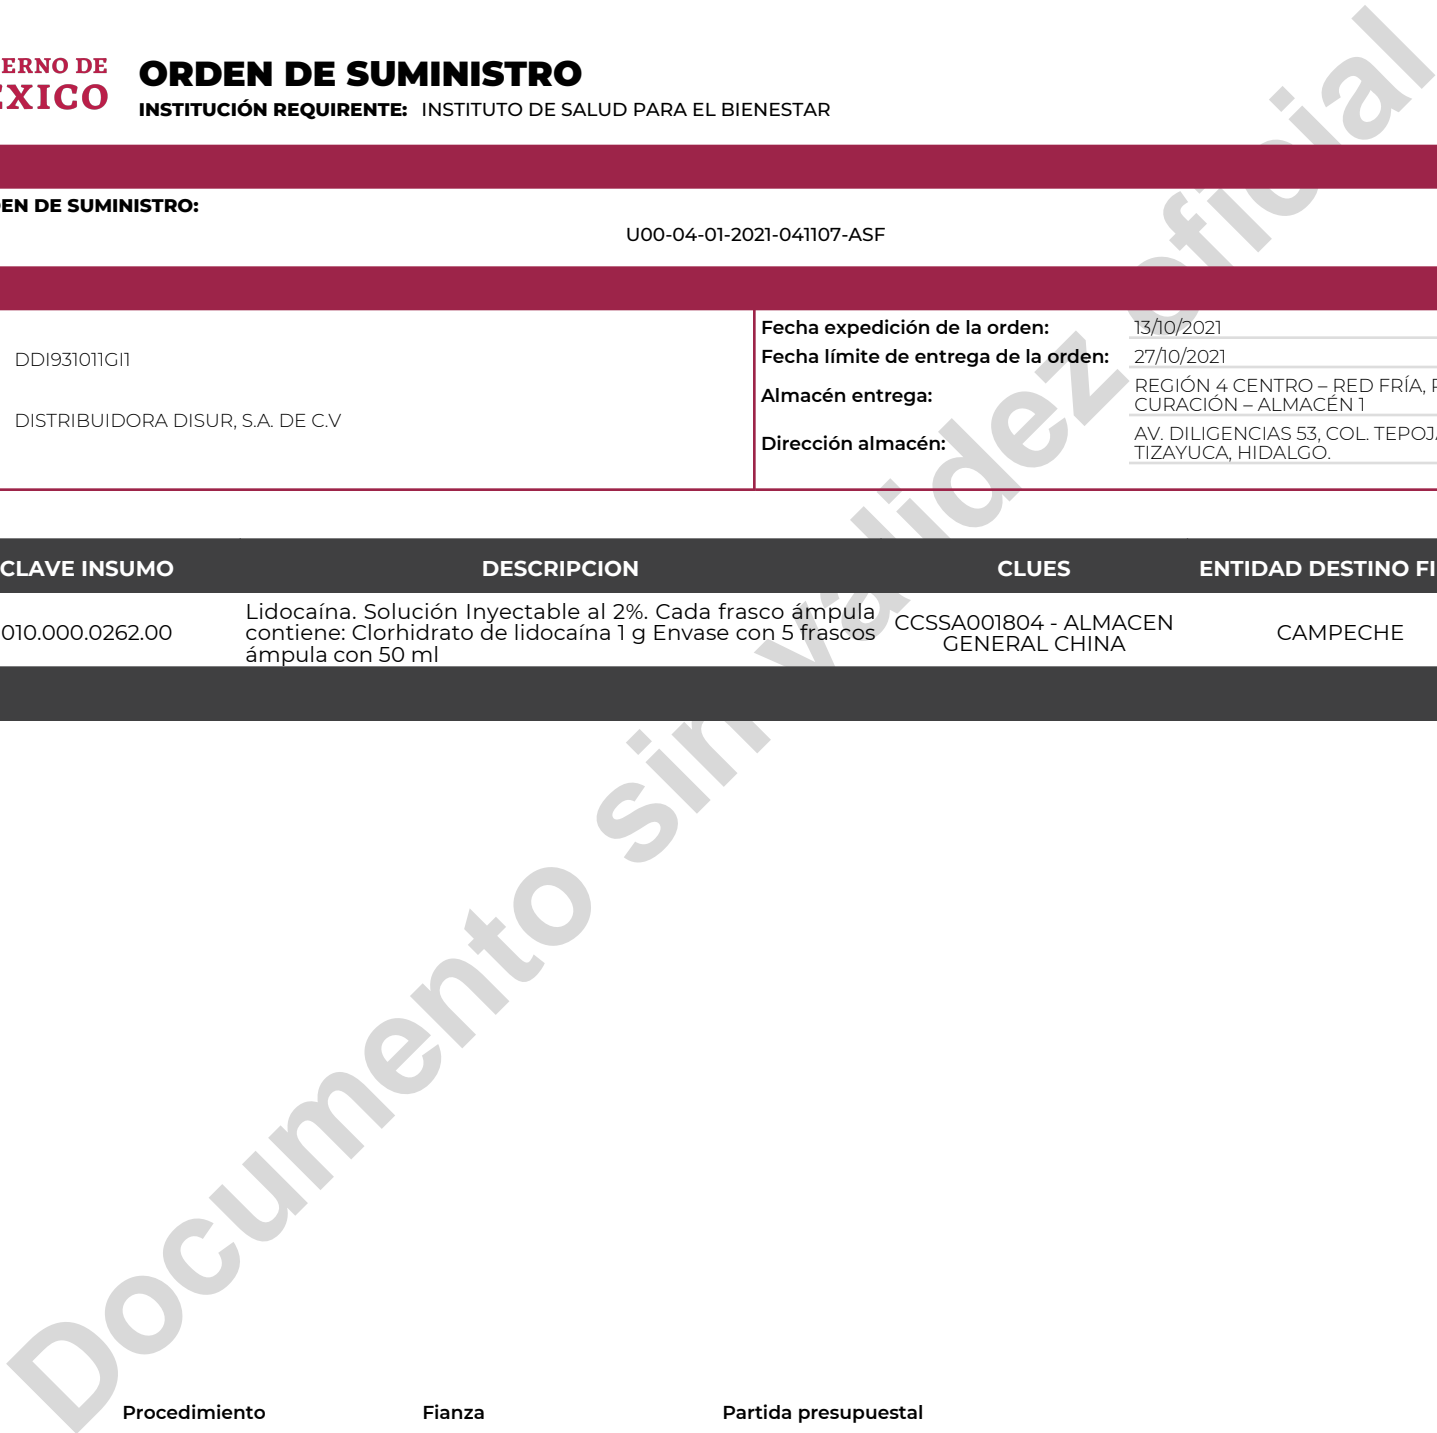 ERNO DE
EXICO
ORDEN DE SUMINISTRO
INSTITUCIÓN REQUIRENTE: INSTITUTO DE SALUD PARA EL BIENESTAR
EN DE SUMINISTRO:
U00-04-01-2021-041107-ASF
DDI931011GI1
DISTRIBUIDORA DISUR, S.A. DE C.V
Fecha expedición de la orden: 13/10/2021
Fecha límite de entrega de la orden: 27/10/2021
Almacén entrega: REGIÓN 4 CENTRO – RED FRÍA,
CURACIÓN – ALMACÉN 1
Dirección almacén: AV. DILIGENCIAS 53, COL. TEPOJ
TIZAYUCA, HIDALGO.
CLAVE INSUMO DESCRIPCION CLUES ENTIDAD DESTINO FI
010.000.0262.00
Lidocaína. Solución Inyectable al 2%. Cada frasco ámpula
contiene: Clorhidrato de lidocaína 1 g Envase con 5 frascos
ámpula con 50 ml
CCSSA001804 - ALMACEN
GENERAL CHINA
CAMPECHE
Documento sin validez oficial
Procedimiento Fianza Partida presupuestal